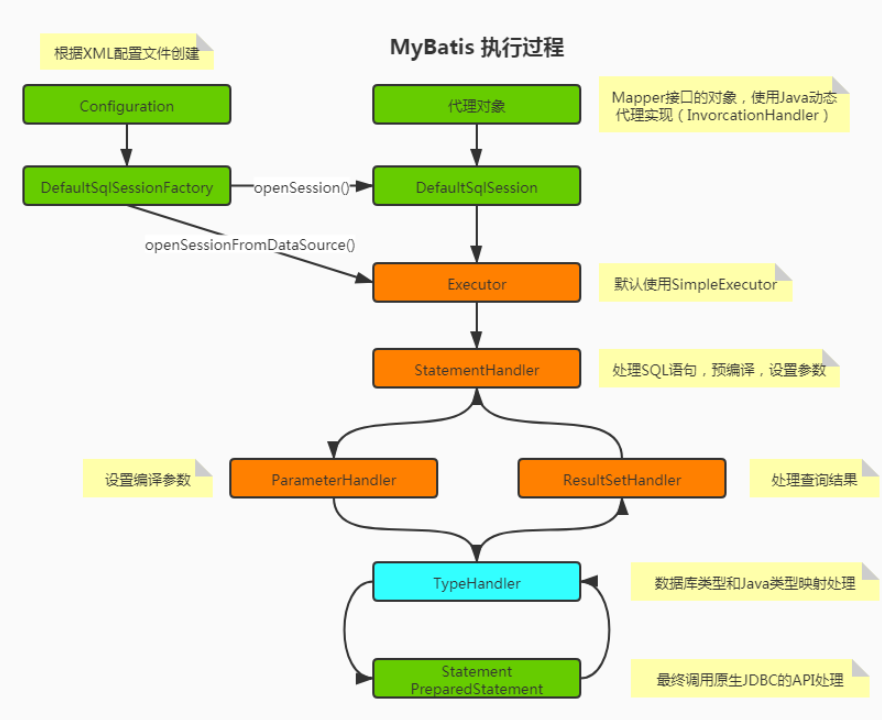 MyBatis 执行过程
根据XML配置文件创建
Configuration
代理对象
Mapper接口的对象，使用Java动态
代理实现（InvorcationHandler）
DefaultSqlSessionFactory
openSession()
DefaultSqlSession
openSessionFromDataSource()
Executor
默认使用SimpleExecutor
StatementHandler
处理SQL语句，预编译，设置参数
设置编译参数
ParameterHandler
ResultSetHandler
处理查询结果
TypeHandler
数据库类型和Java类型映射处理
Statement
PreparedStatement
最终调用原生JDBC的API处理